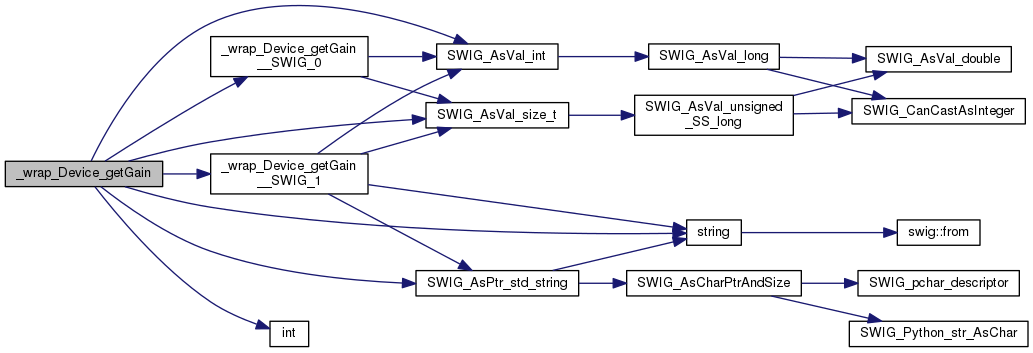 _wrap_Device_getGain
_wrap_Device_getGain
__SWIG_0
_wrap_Device_getGain
__SWIG_1
int
SWIG_AsVal_int
SWIG_AsVal_size_t
SWIG_AsPtr_std_string
SWIG_AsVal_long
SWIG_AsVal_unsigned
_SS_long
string
SWIG_AsCharPtrAndSize
SWIG_AsVal_double
SWIG_CanCastAsInteger
swig::from
SWIG_pchar_descriptor
SWIG_Python_str_AsChar